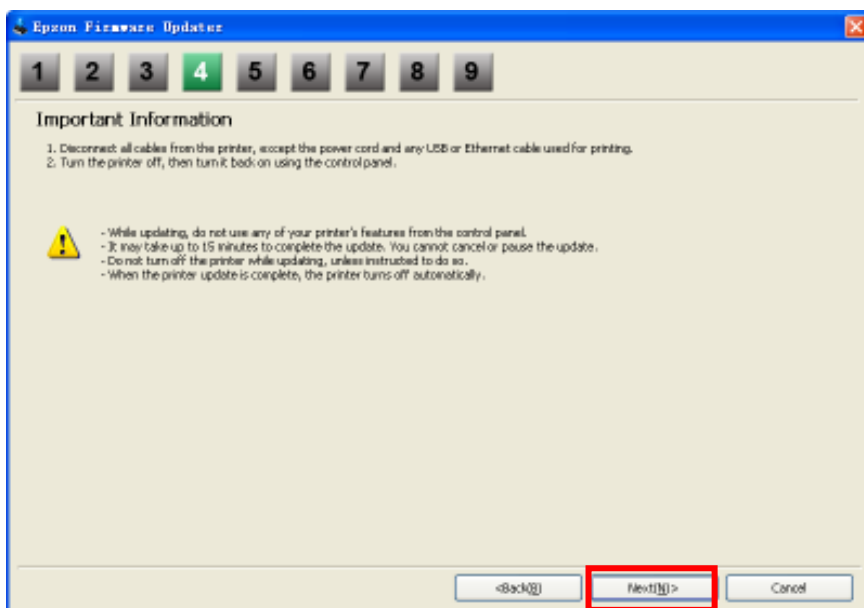 Epson Firmware Updater
1 2 3 4 5 6 7 8 9
Important Information
1. Disconnect all cables from the printer, except the power cord and any USB or Ethernet cable used for printing.
2. Turn the printer off, then turn it back on using the control panel.
- While updating, do not use any of your printer's features from the control panel.
- It may take up to 15 minutes to complete the update. You cannot cancel or pause the update.
- Do not turn off the printer while updating, unless instructed to do so.
- When the printer update is complete, the printer turns off automatically.
<Back(B) Next(N)> Cancel